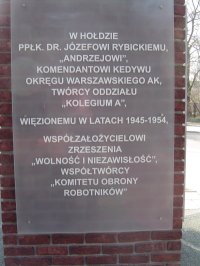 W HOŁDZIE
PPŁK. DR. JÓZEFOWI RYBICKIEMU,
„ANDRZEJOWI”,
KOMENDANTOWI KEDYWU
OKRĘGU WARSZAWSKIEGO AK,
TWÓRCY ODDZIAŁU
„KOLEGIUM A”,
WIĘZIONEMU W LATACH 1945-1954,
WSPÓŁZAŁOŻYCIELOWI
ZRZESZENIA
„WOLNOŚĆ I NIEZAWISŁOŚĆ”,
WSPÓŁTWÓRCY
„KOMITETU OBRONY
ROBOTNIKÓW”